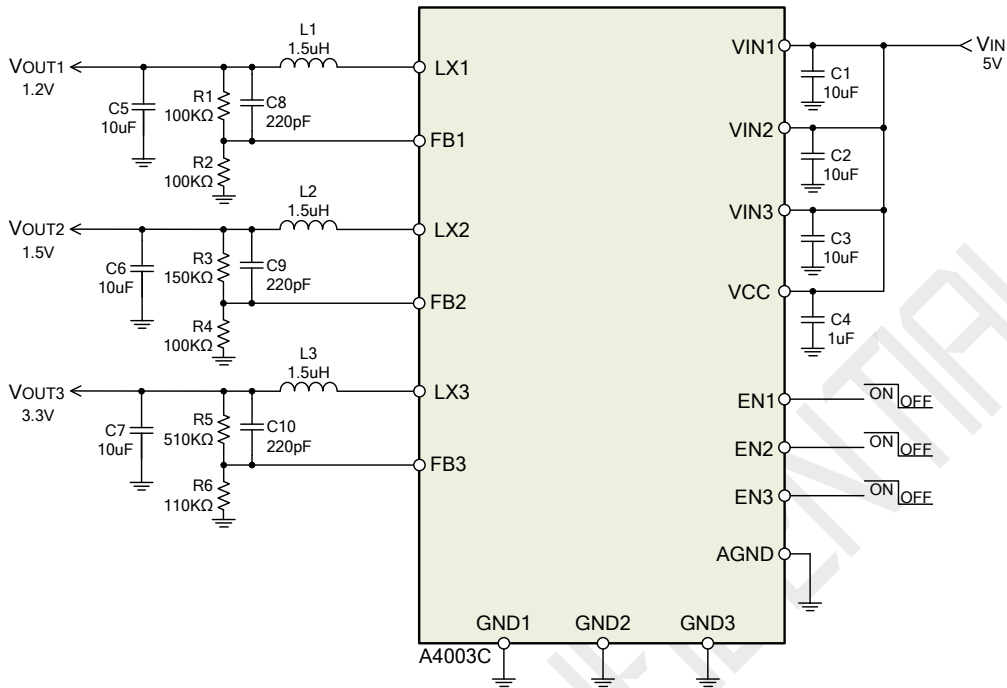 L1
1.5uH
VOUT1
1.2V
LX1
C5
10uF
R1
100KΩ
C8
220pF
FB1
R2
100KΩ
L2
1.5uH
VOUT2
1.5V
LX2
C6
10uF
R3
150KΩ
C9
220pF
FB2
R4
100KΩ
L3
1.5uH
VOUT3
3.3V
LX3
C7
10uF
R5
510KΩ
C10
220pF
FB3
R6
110KΩ
VIN1
VIN
5V
C1
10uF
VIN2
C2
10uF
VIN3
C3
10uF
VCC
C4
1uF
EN1
ON OFF
EN2
ON OFF
EN3
ON OFF
AGND
GND1 GND2 GND3
A4003C